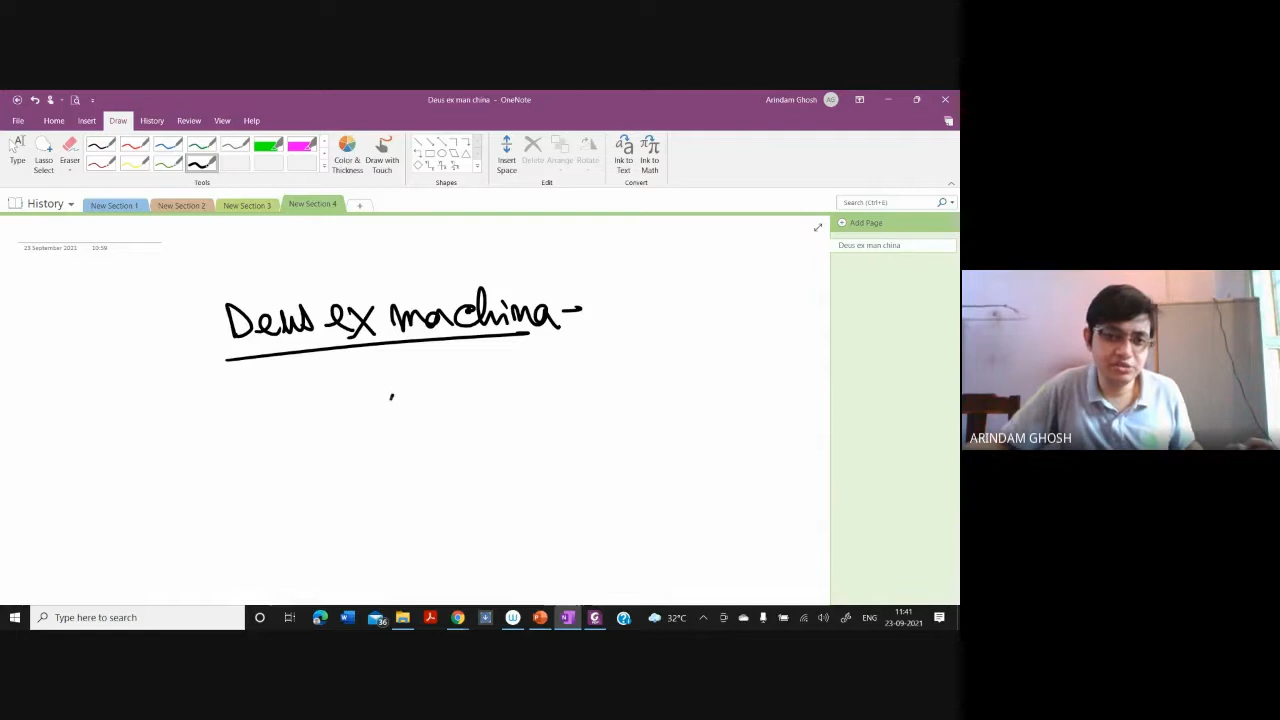 Deus ex man china - OneNote
Arindam Ghosh
AG
File Home Insert Draw History Review View Help
Type
Lasso Select
Eraser
Color & Thickness
Draw with Touch
Insert Space
Delete
Arrange
Rotate
Ink to Text
Ink to Math
Tools
Shapes
Edit
Convert
History
New Section 1
New Section 2
New Section 3
New Section 4
Search (Ctrl+E)
Add Page
Deus ex man china
23 September 2021 10:59
Deus ex machina -
ARINDAM GHOSH
Type here to search
36
32°C
ENG
11:41
23-09-2021